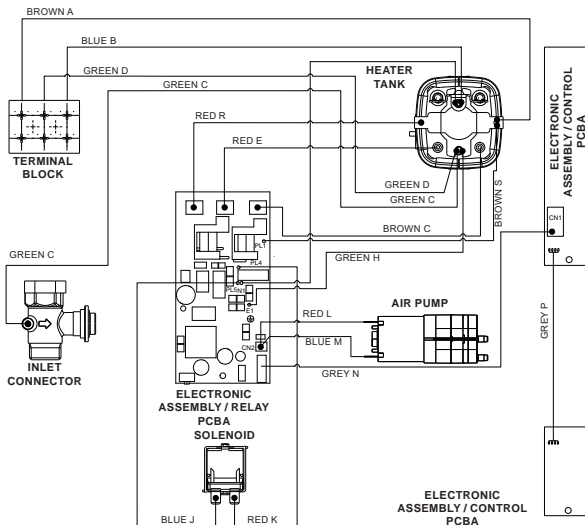 BROWN A
BLUE B
GREEN D
GREEN C
HEATER
TANK
ELECTRONIC
ASSEMBLY / CONTROL
PCBA
RED R
RED E
TERMINAL
BLOCK
GREEN D
GREEN C
BROWN S
BROWN C
CN1
GREEN C
PL1
GREEN H
PL4
PL5
N1
E1
AIR PUMP
RED L
BLUE M
CN2
GREY P
INLET
CONNECTOR
GREY N
ELECTRONIC
ASSEMBLY / RELAY
PCBA
SOLENOID
ELECTRONIC
ASSEMBLY / CONTROL
PCBA
BLUE J
RED K